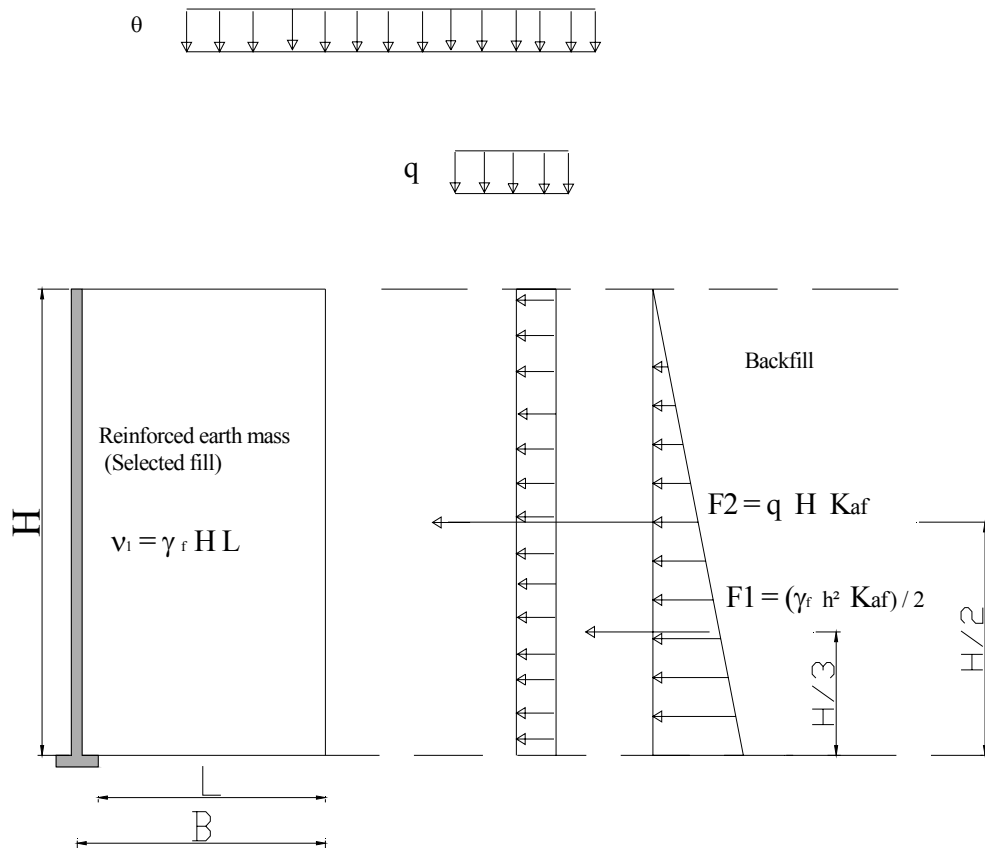 θ
q
Backfill
Reinforced earth mass
(Selected fill)
H
F2 = q H Kaf
ν₁ = γ f H L
F1 = (γf h² Kaf) / 2
H/2
H/3
L
B